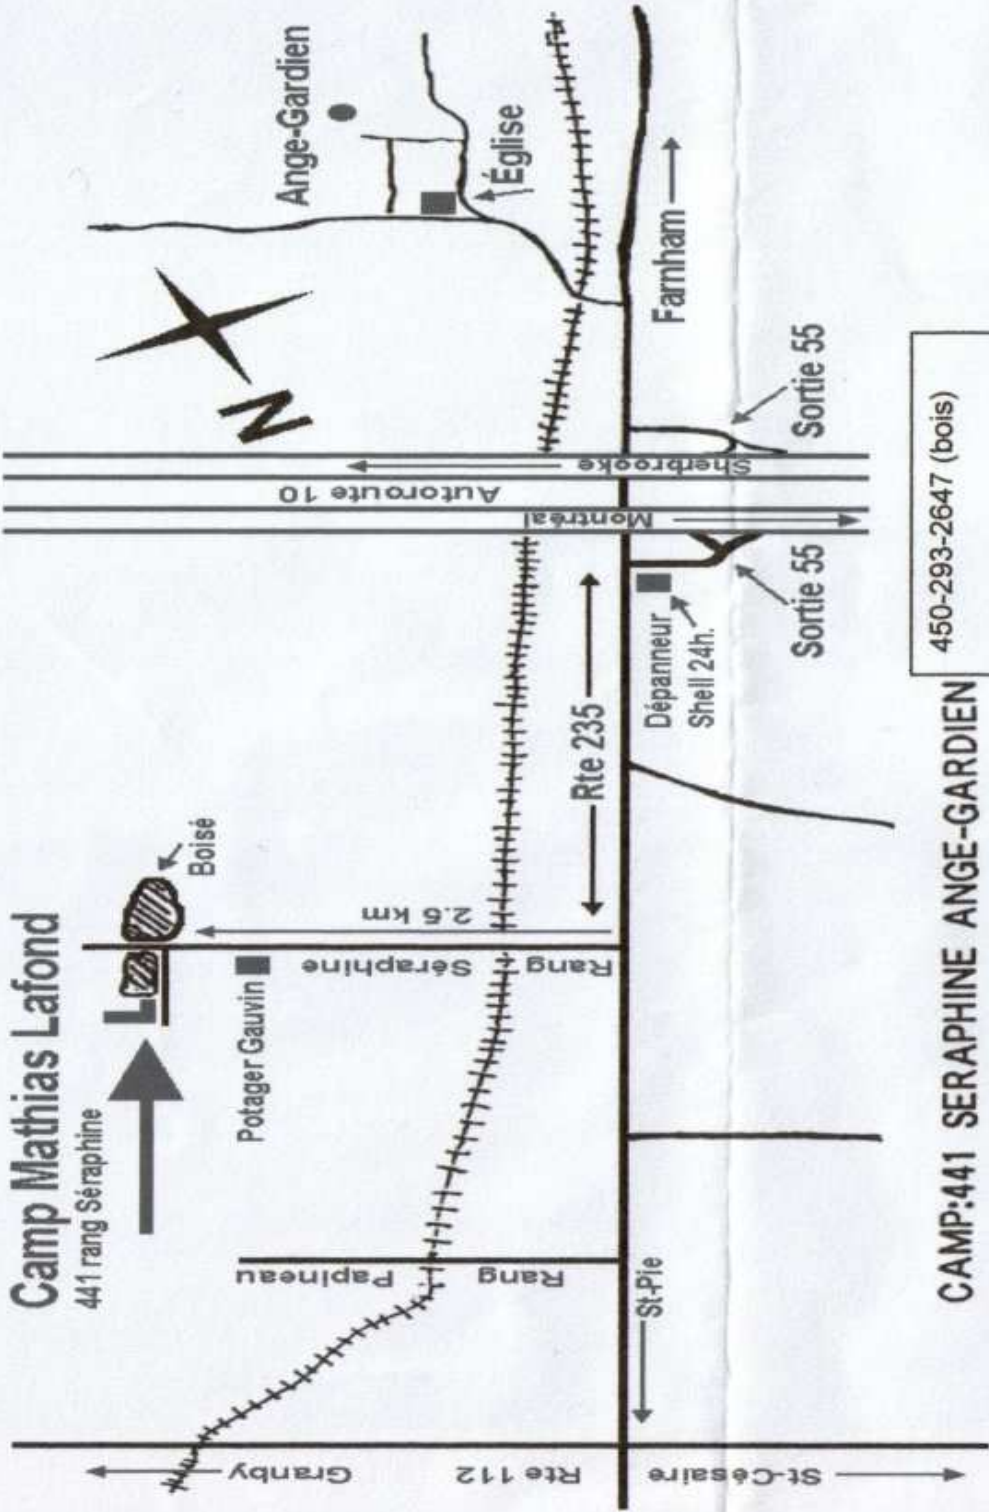 Camp Mathias Lafond
441 rang Séraphine
L
Boisé
Potager Gauvin
Rang Séraphine
2.5 km
Rang Papineau
Granby
Rte 112
St-Césaire
St-Pie
Rte 235
Dépanneur
Shell 24h.
Sortie 55
Sortie 55
Montréal
Autoroute 10
Sherbrooke
N
Ange-Gardien
Église
Farnham
CAMP:441 SERAPHINE ANGE-GARDIEN
450-293-2647 (bois)